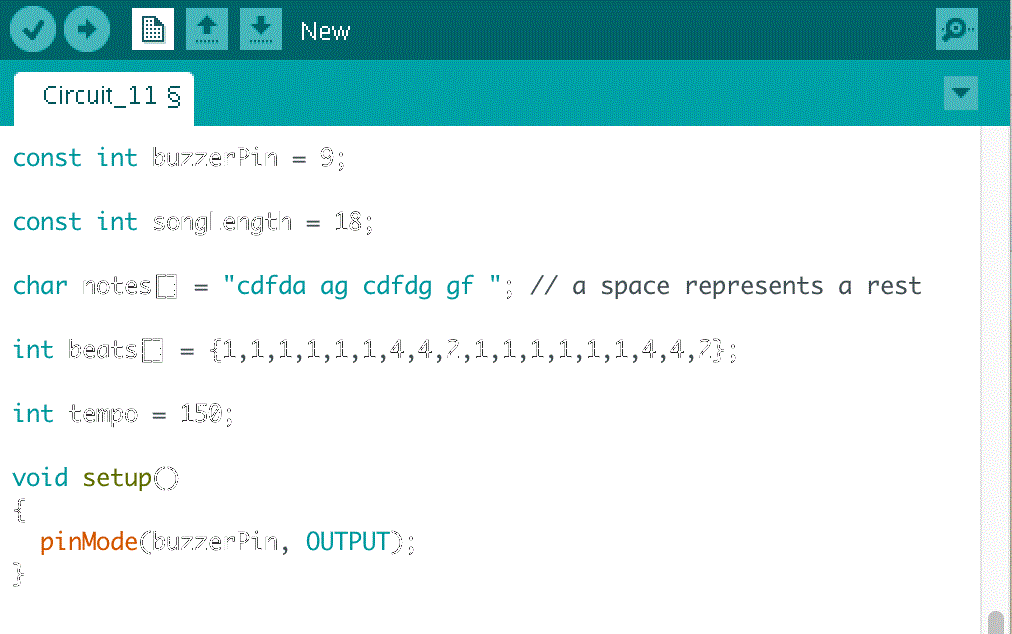 New
Circuit_11 §
const int buzzerPin = 9;
const int songLength = 18;
char notes[] = "cdfda ag cdfdg gf "; // a space represents a rest
int beats[] = {1,1,1,1,1,1,4,4,2,1,1,1,1,1,1,4,4,2};
int tempo = 150;
void setup()
{
pinMode(buzzerPin, OUTPUT);
}